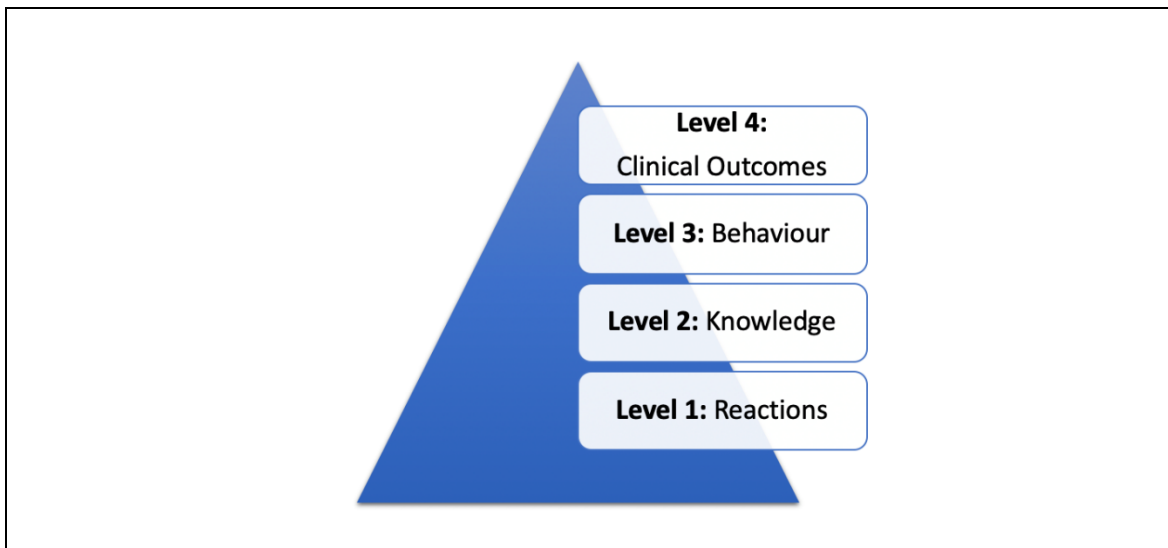 Level 4:
Clinical Outcomes
Level 3: Behaviour
Level 2: Knowledge
Level 1: Reactions